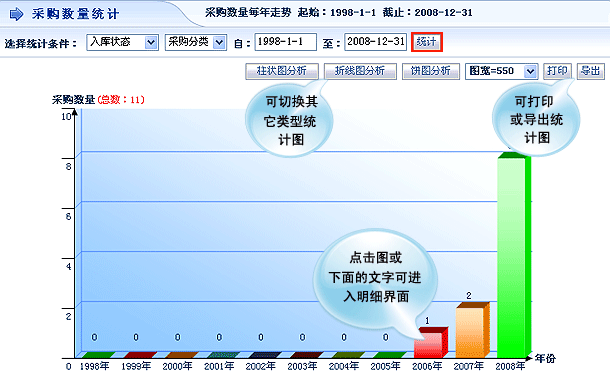 采购数量统计
采购数量每年走势 起始：1998-1-1 截止：2008-12-31
选择统计条件： 入库状态 采购分类 自： 1998-1-1 至： 2008-12-31 统计
柱状图分析 折线图分析 饼图分析 图宽=550 打印 导出
可切换其
它类型统
计图
可打印
或导出统
计图
采购数量(总数：11)
10
8
6
4
2
0
点击图或
下面的文字可进
入明细界面
0 0 0 0 0 0 0 0 1 2
1998年 1999年 2000年 2001年 2002年 2003年 2004年 2005年 2006年 2007年 2008年 年份